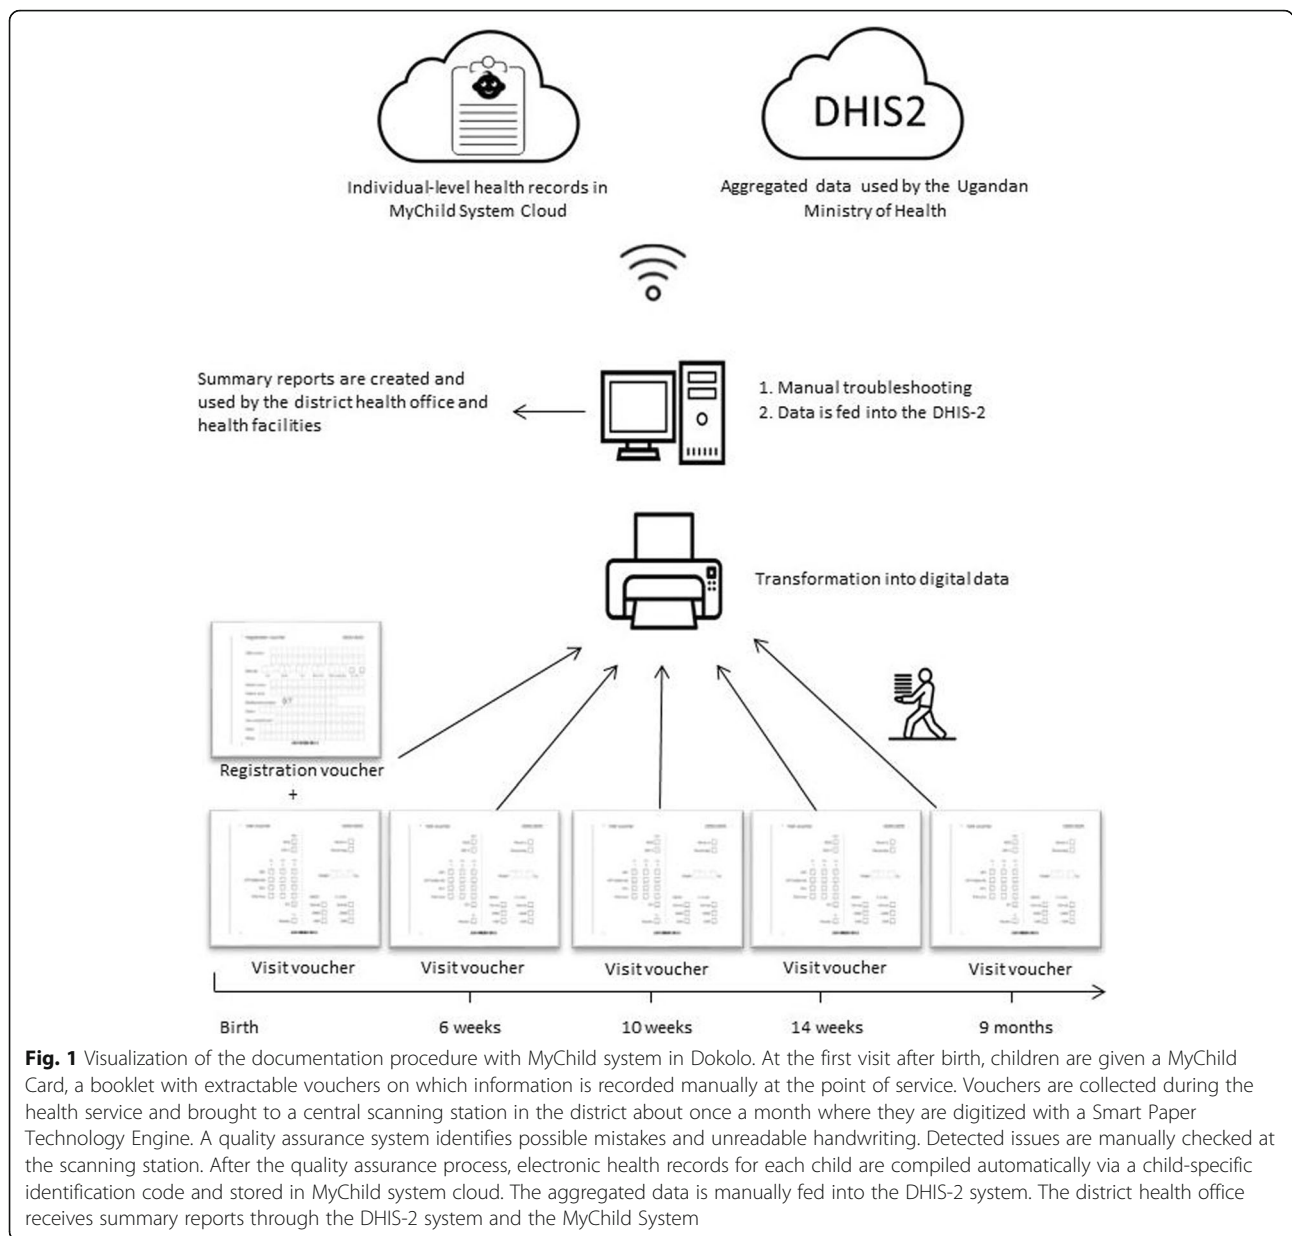 DHIS2
Individual-level health records in
MyChild System Cloud
Aggregated data used by the Ugandan
Ministry of Health
Summary reports are created and
used by the district health office and
health facilities
1. Manual troubleshooting
2. Data is fed into the DHIS-2
Transformation into digital data
Registration voucher
+
Visit voucher
Visit voucher
Visit voucher
Visit voucher
Visit voucher
Birth
6 weeks
10 weeks
14 weeks
9 months
Fig. 1 Visualization of the documentation procedure with MyChild system in Dokolo. At the first visit after birth, children are given a MyChild
Card, a booklet with extractable vouchers on which information is recorded manually at the point of service. Vouchers are collected during the
health service and brought to a central scanning station in the district about once a month where they are digitized with a Smart Paper
Technology Engine. A quality assurance system identifies possible mistakes and unreadable handwriting. Detected issues are manually checked at
the scanning station. After the quality assurance process, electronic health records for each child are compiled automatically via a child-specific
identification code and stored in MyChild system cloud. The aggregated data is manually fed into the DHIS-2 system. The district health office
receives summary reports through the DHIS-2 system and the MyChild System